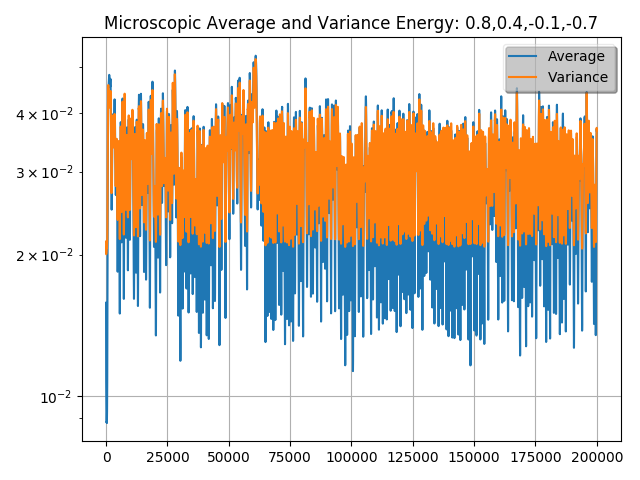 Microscopic Average and Variance Energy: 0.8,0.4,-0.1,-0.7
Average
Variance
4 × 10⁻²
3 × 10⁻²
2 × 10⁻²
10⁻²
0 25000 50000 75000 100000 125000 150000 175000 200000